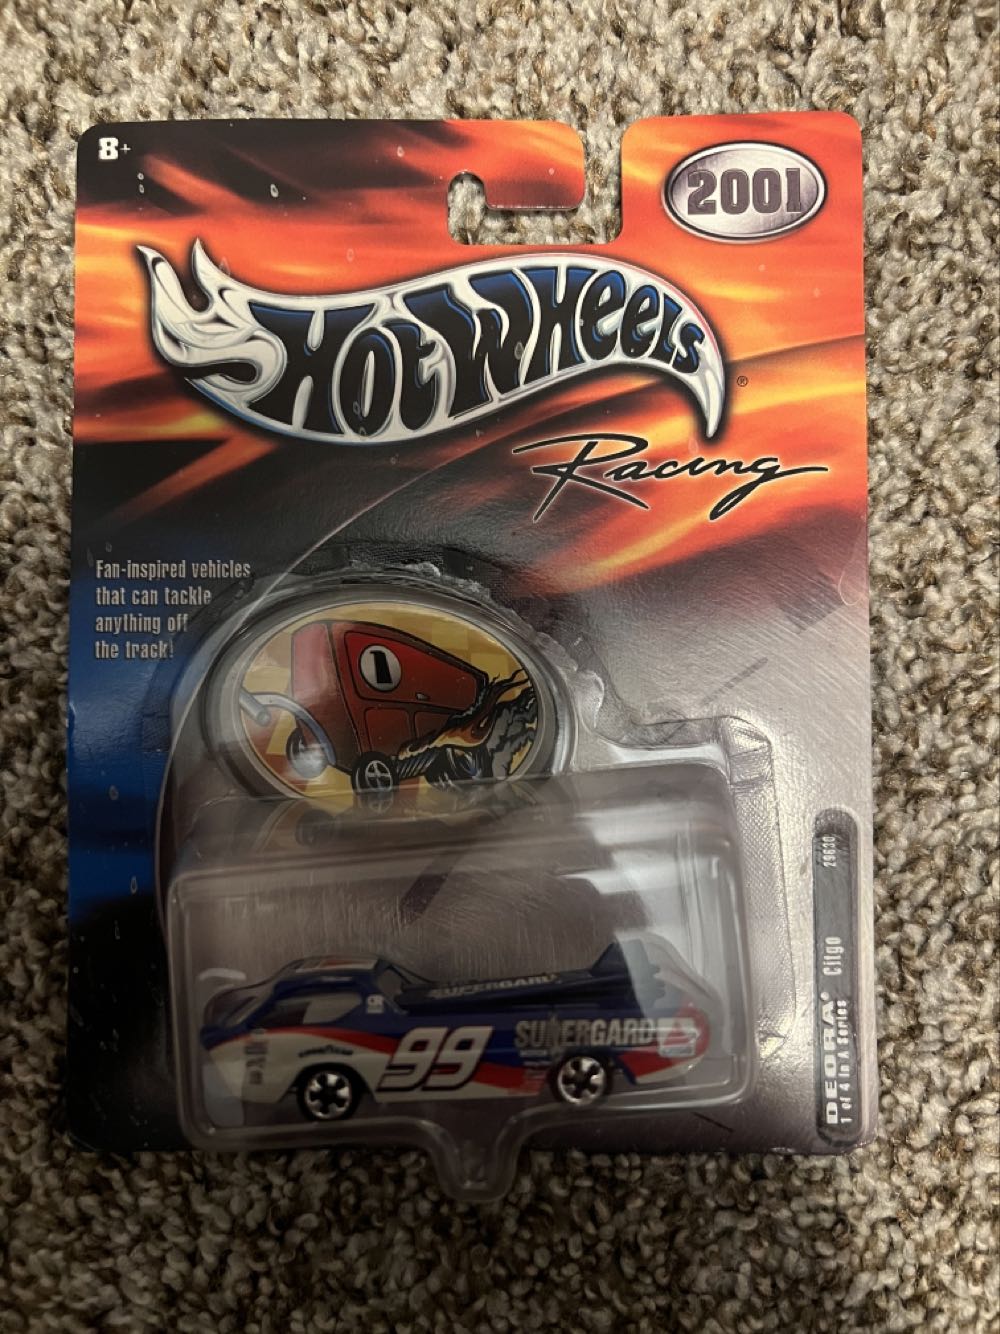 8+
2001
Hot Wheels®
Racing
Fan-inspired vehicles
that can tackle
anything off
the track!
1
29630
DEORA® Citgo
1 of 4 in A Series
SUPERGARD
99
SUPERGARD
GOODYEAR